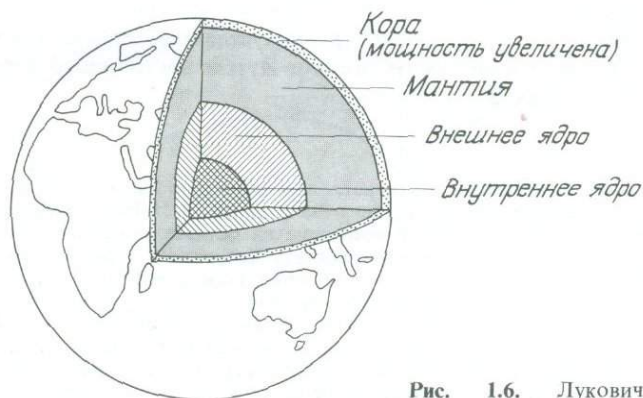 Кора
(мощность увеличена)
Мантия
Внешнее ядро
Внутреннее ядро
Рис. 1.6. Лукович